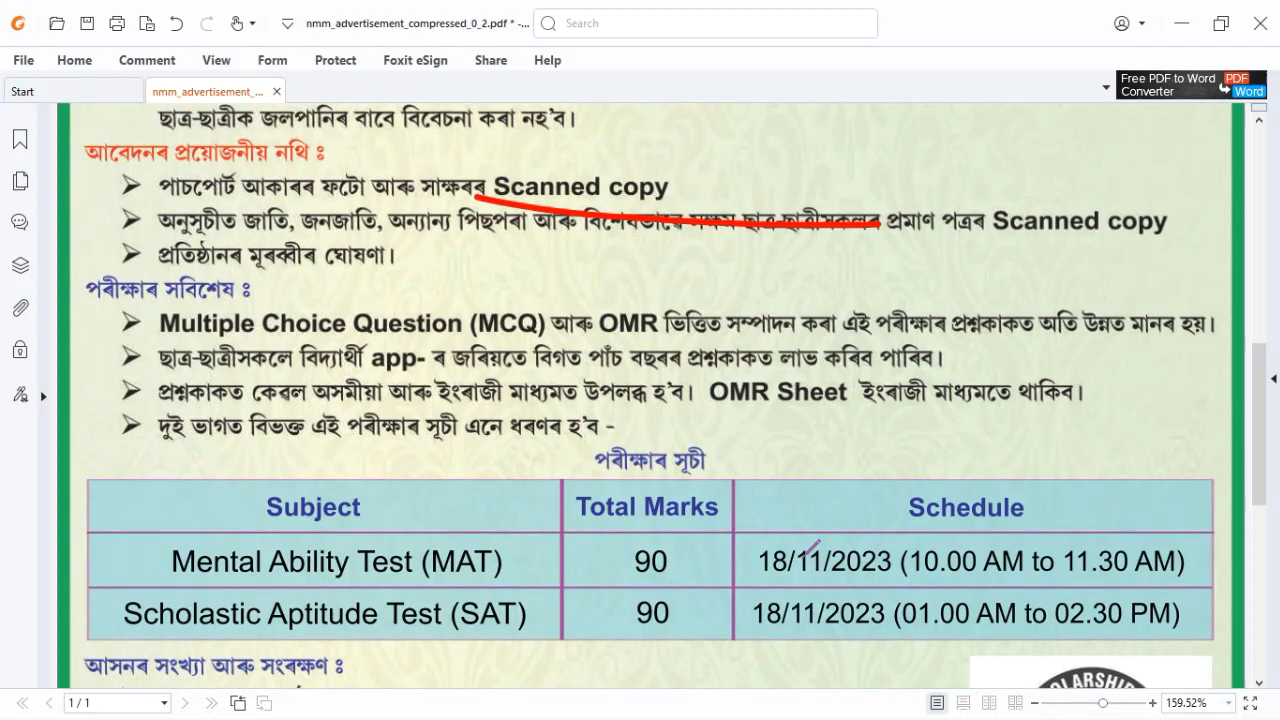 nmm_advertisement_compressed_0_2.pdf * -...
Search
File Home Comments View Form Protect Foxit eSign Share Help
Start
nmm_advertisement_...
Free PDF to Word Converter
PDF
Word
ছাত্ৰ-ছাত্ৰীক জলপানিৰ বাবে বিবেচনা কৰা নহ'ব।
আবেদনৰ প্ৰয়োজনীয় নথি ঃ
➢ পাচপোৰ্ট আকাৰৰ ফটো আৰু সাক্ষৰৰ Scanned copy
➢ অনুসূচীত জাতি, জনজাতি, অন্যান্য পিছপৰা আৰু বিশেষভাৱে সক্ষম ছাত্ৰ-ছাত্ৰীসকলৰ প্ৰমাণ পত্ৰৰ Scanned copy
➢ প্ৰতিষ্ঠানৰ মূৰব্বীৰ ঘোষণা।
পৰীক্ষাৰ সবিশেষ ঃ
➢ Multiple Choice Question (MCQ) আৰু OMR ভিত্তিত সম্পাদন কৰা এই পৰীক্ষাৰ প্ৰশ্নকাকত অতি উন্নত মানৰ হয়।
➢ ছাত্ৰ-ছাত্ৰীসকলে বিদ্যাৰ্থী app- ৰ জৰিয়তে বিগত পাঁচ বছৰৰ প্ৰশ্নকাকত লাভ কৰিব পাৰিব।
➢ প্ৰশ্নকাকত কেৱল অসমীয়া আৰু ইংৰাজী মাধ্যমত উপলব্ধ হ'ব। OMR Sheet ইংৰাজী মাধ্যমতে থাকিব।
➢ দুই ভাগত বিভক্ত এই পৰীক্ষাৰ সূচী এনে ধৰণৰ হ'ব -
পৰীক্ষাৰ সূচী
Subject Total Marks Schedule
Mental Ability Test (MAT) 90 18/11/2023 (10.00 AM to 11.30 AM)
Scholastic Aptitude Test (SAT) 90 18/11/2023 (01.00 AM to 02.30 PM)
আসনৰ সংখ্যা আৰু সংৰক্ষণ ঃ
1 / 1
159.52%